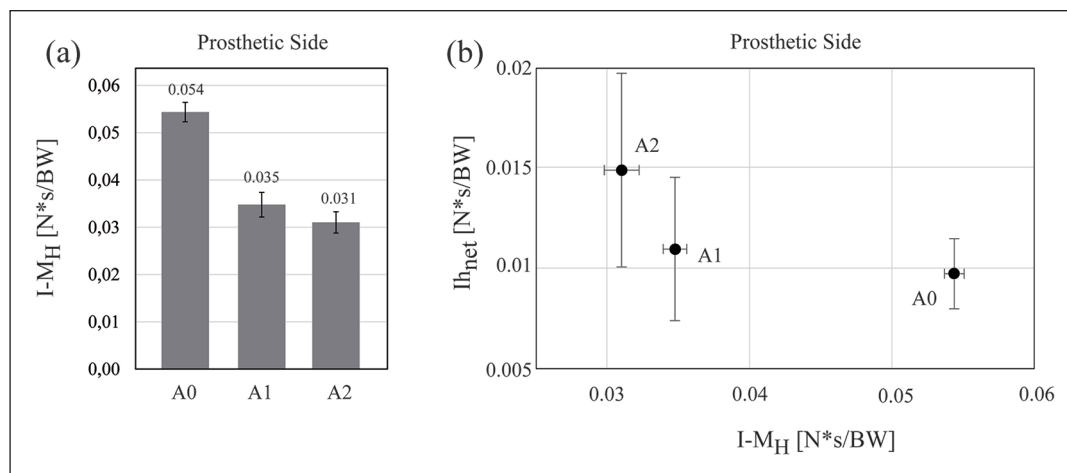 (a)
Prosthetic Side
I-M_H [N*s/BW]
0,06
0,05
0,04
0,03
0,02
0,01
0,00
0.054
0.035
0.031
A0 A1 A2
(b)
Prosthetic Side
Ih_net [N*s/BW]
0.02
0.015
0.01
0.005
A2
A1
A0
0.03 0.04 0.05 0.06
I-M_H [N*s/BW]